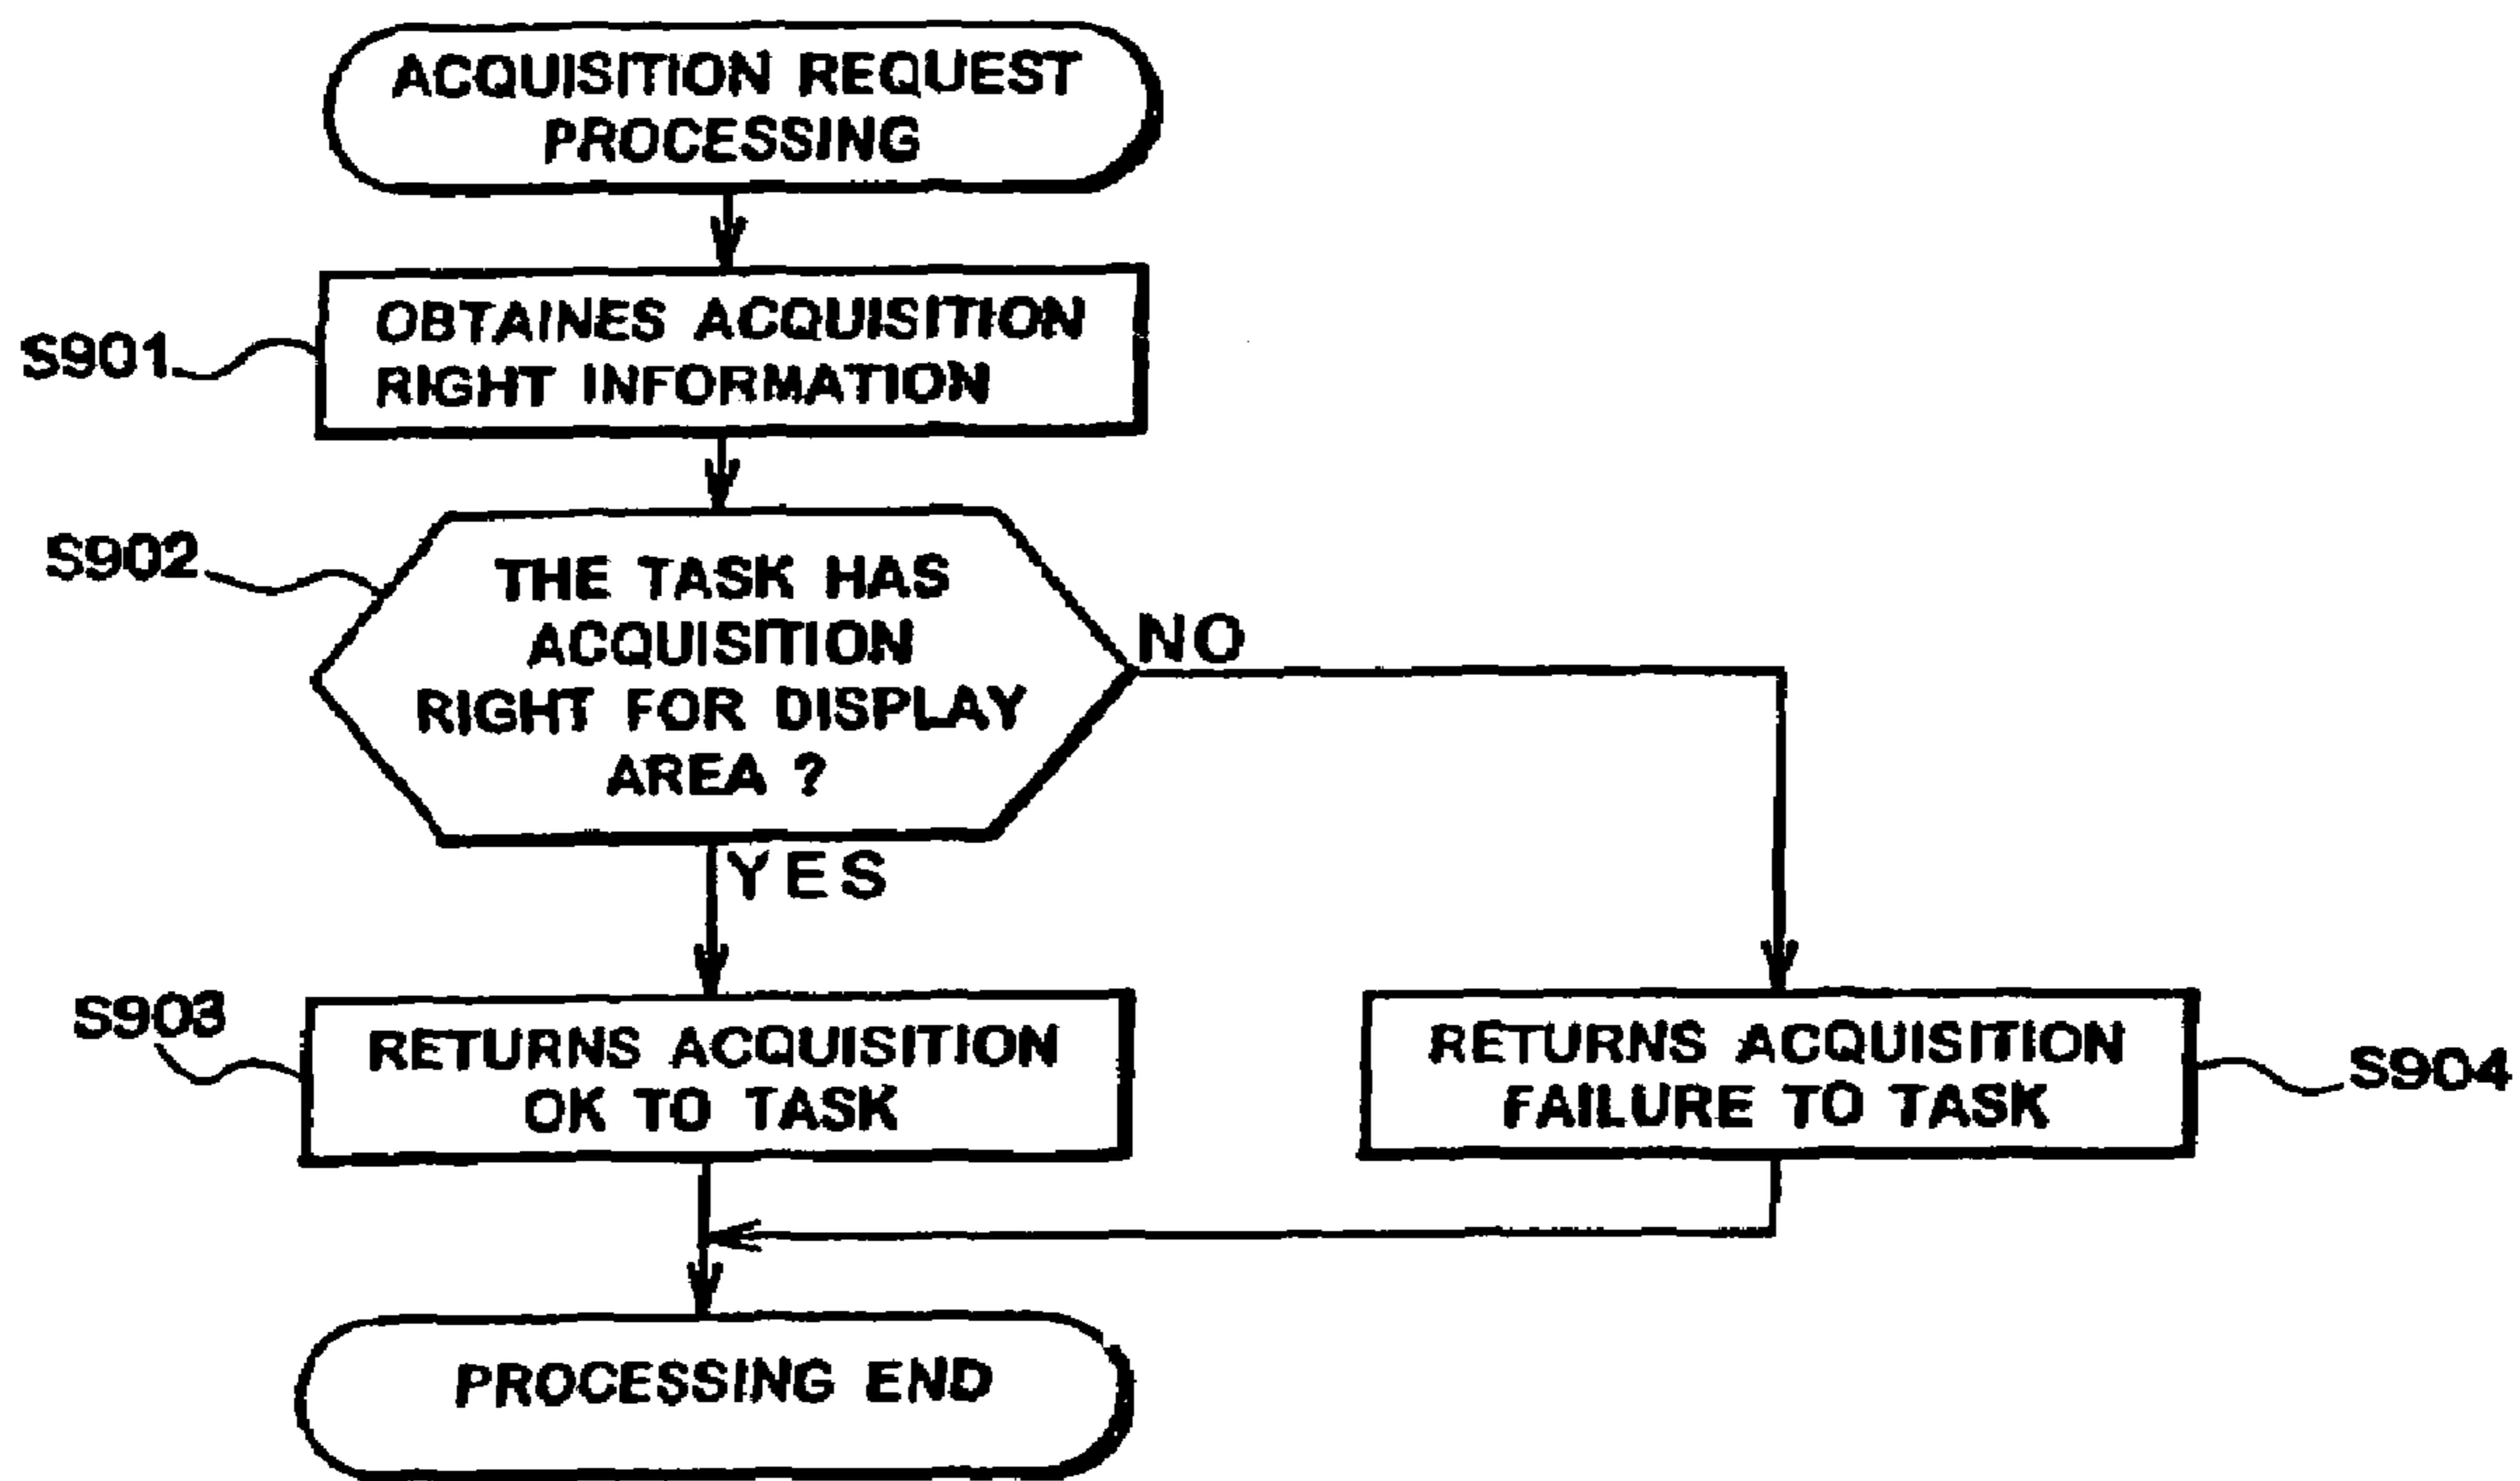 ACQUISITION REQUEST
PROCESSING
OBTAINES ACQUISITION
RIGHT INFORMATION
S901
S902
THE TASK HAS
ACQUISITION
RIGHT FOR DISPLAY
AREA ?
NO
YES
S903
RETURNS ACQUISITION
OK TO TASK
RETURNS ACQUISITION
FAILURE TO TASK
S904
PROCESSING END